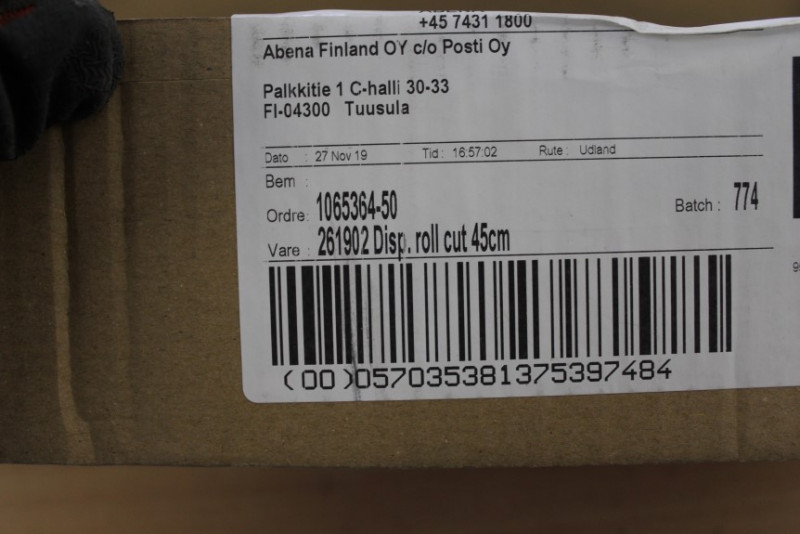 +45 7431 1800
Abena Finland OY c/o Posti Oy
Palkkitie 1 C-halli 30-33
FI-04300 Tuusula
Dato : 27 Nov 19 Tid : 16:57:02 Rute : Udland
Bem :
Ordre: 1065364-50 Batch : 774
Vare : 261902 Disp. roll cut 45cm
(00)057035381375397484